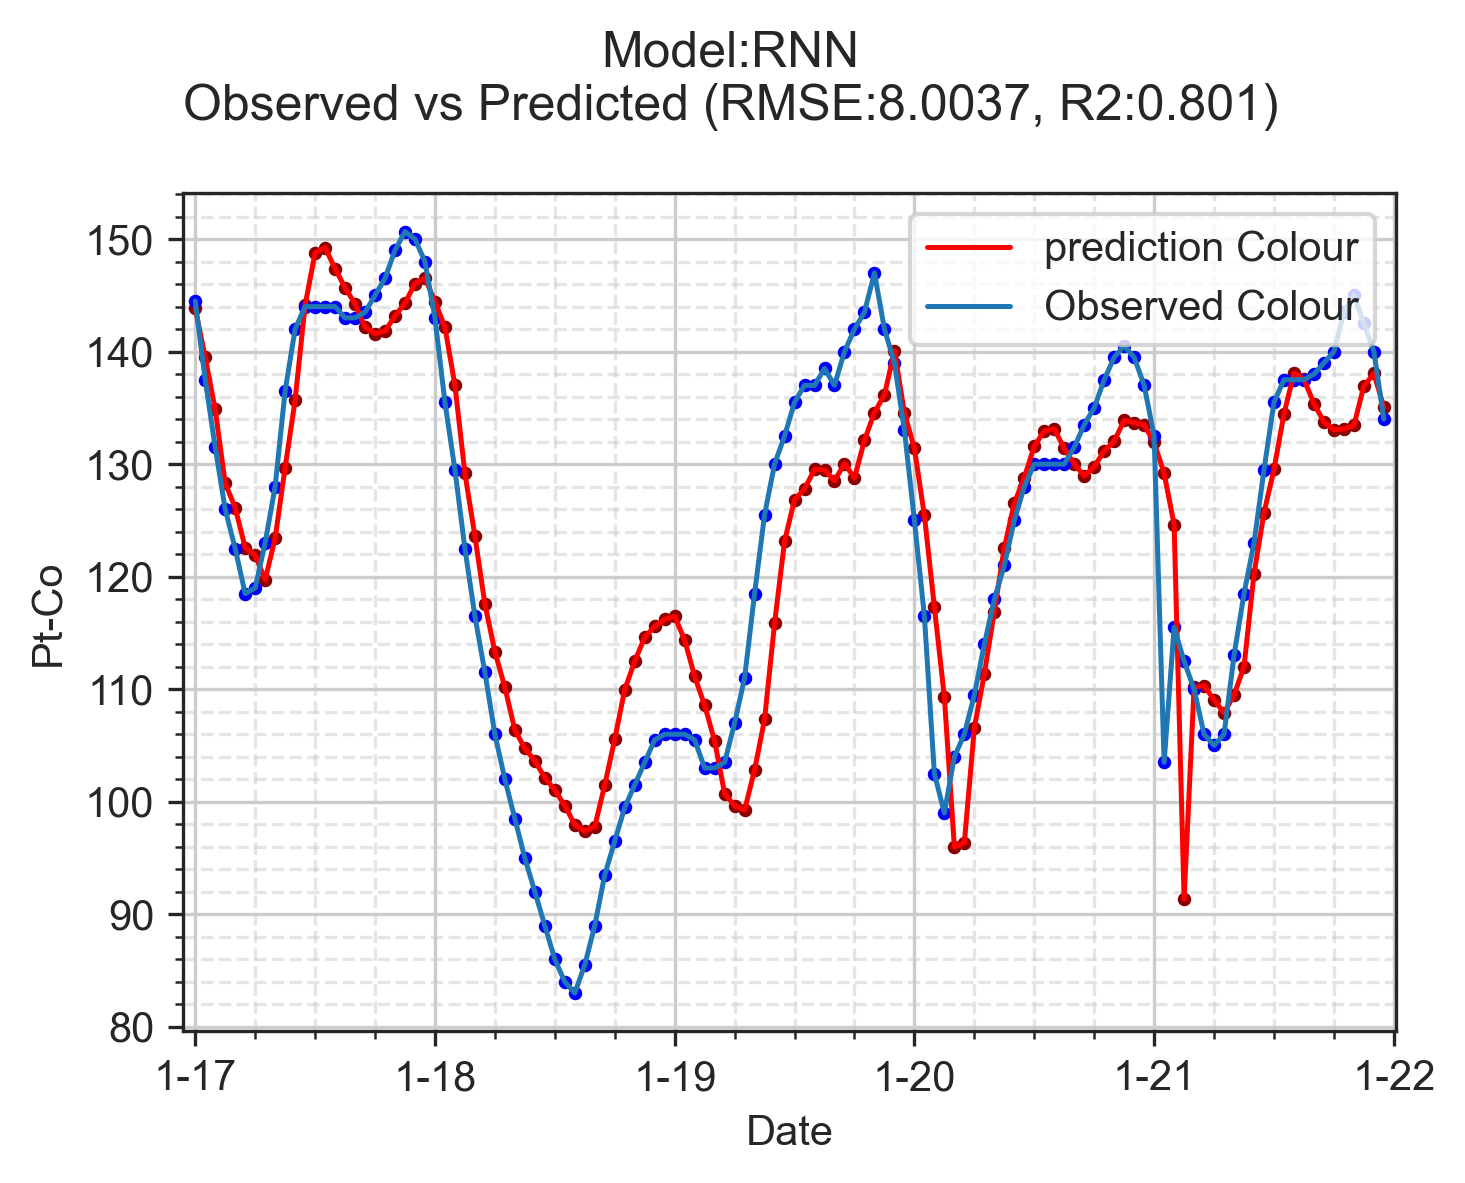 Model:RNN
Observed vs Predicted (RMSE:8.0037, R2:0.801)
prediction Colour
Observed Colour
Pt-Co
150
140
130
120
110
100
90
80
1-17
1-18
1-19
1-20
1-21
1-22
Date